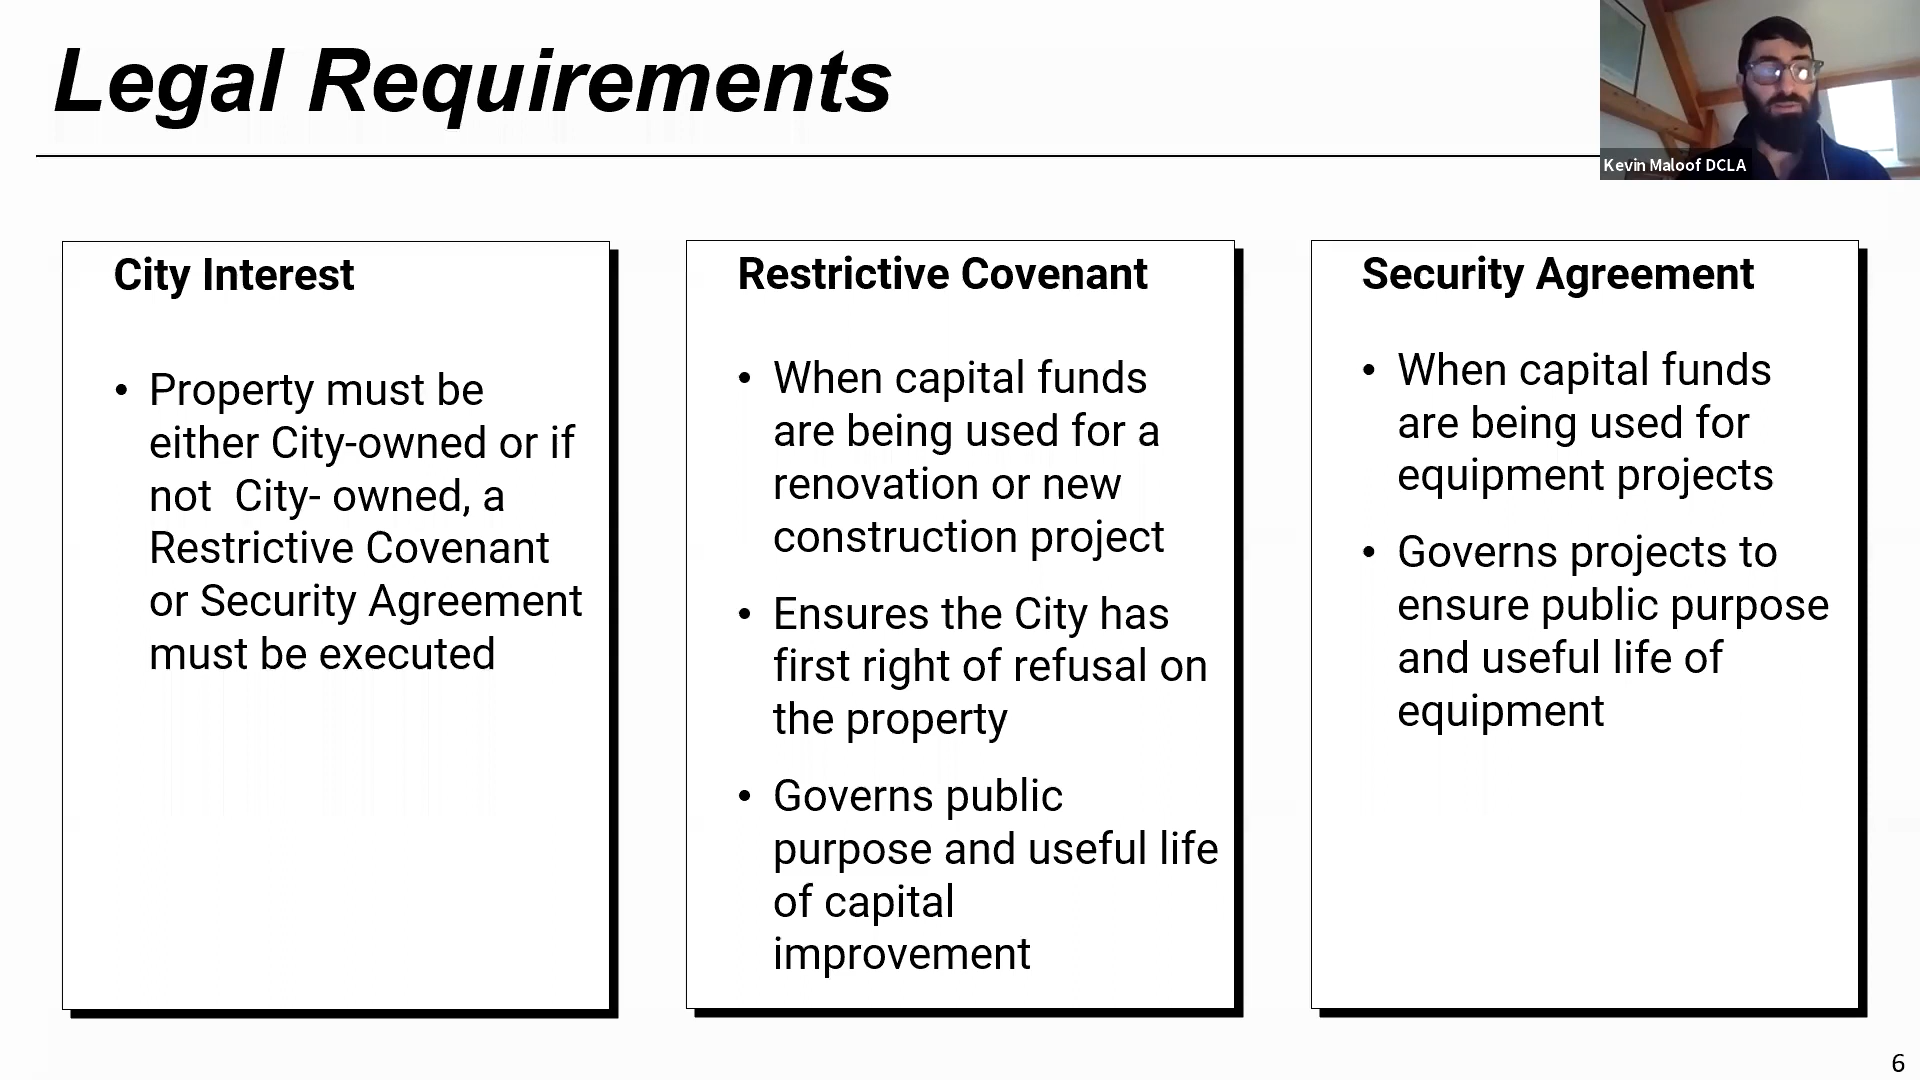 Legal Requirements
Kevin Maloof DCLA
City Interest
• Property must be
either City-owned or if
not  City- owned, a
Restrictive Covenant
or Security Agreement
must be executed
Restrictive Covenant
• When capital funds
are being used for a
renovation or new
construction project
• Ensures the City has
first right of refusal on
the property
• Governs public
purpose and useful life
of capital
improvement
Security Agreement
• When capital funds
are being used for
equipment projects
• Governs projects to
ensure public purpose
and useful life of
equipment
6